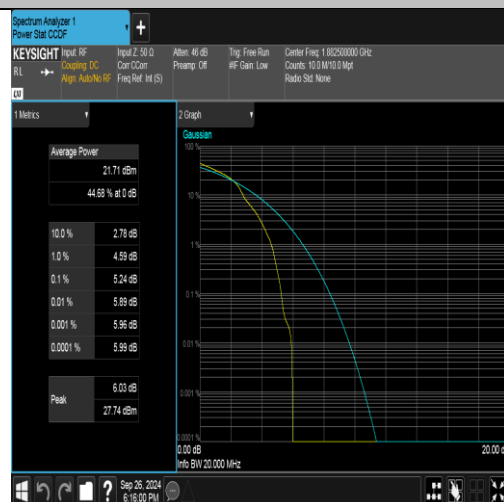 Spectrum Analyzer 1
Power Stat CCDF
+
KEYSIGHT
RL
LXI
Input: RF
Coupling: DC
Align: Auto/No RF
Input Z: 50 Ω
Corr CCorr
Freq Ref: Int (S)
Atten: 46 dB
Preamp: Off
Trig: Free Run
#IF Gain: Low
Center Freq: 1.882500000 GHz
Counts: 10.0 M/10.0 Mpt
Radio Std: None
1 Metrics
Average Power
21.71 dBm
44.68 % at 0 dB
10.0 % 2.78 dB
1.0 % 4.59 dB
0.1 % 5.24 dB
0.01 % 5.89 dB
0.001 % 5.96 dB
0.0001 % 5.99 dB
Peak
6.03 dB
27.74 dBm
2 Graph
Gaussian
100 %
10 %
1 %
0.1 %
0.01 %
0.001 %
0.0001 %
0.00 dB
20.00 d
Info BW 20.000 MHz
?
Sep 26, 2024
6:16:00 PM